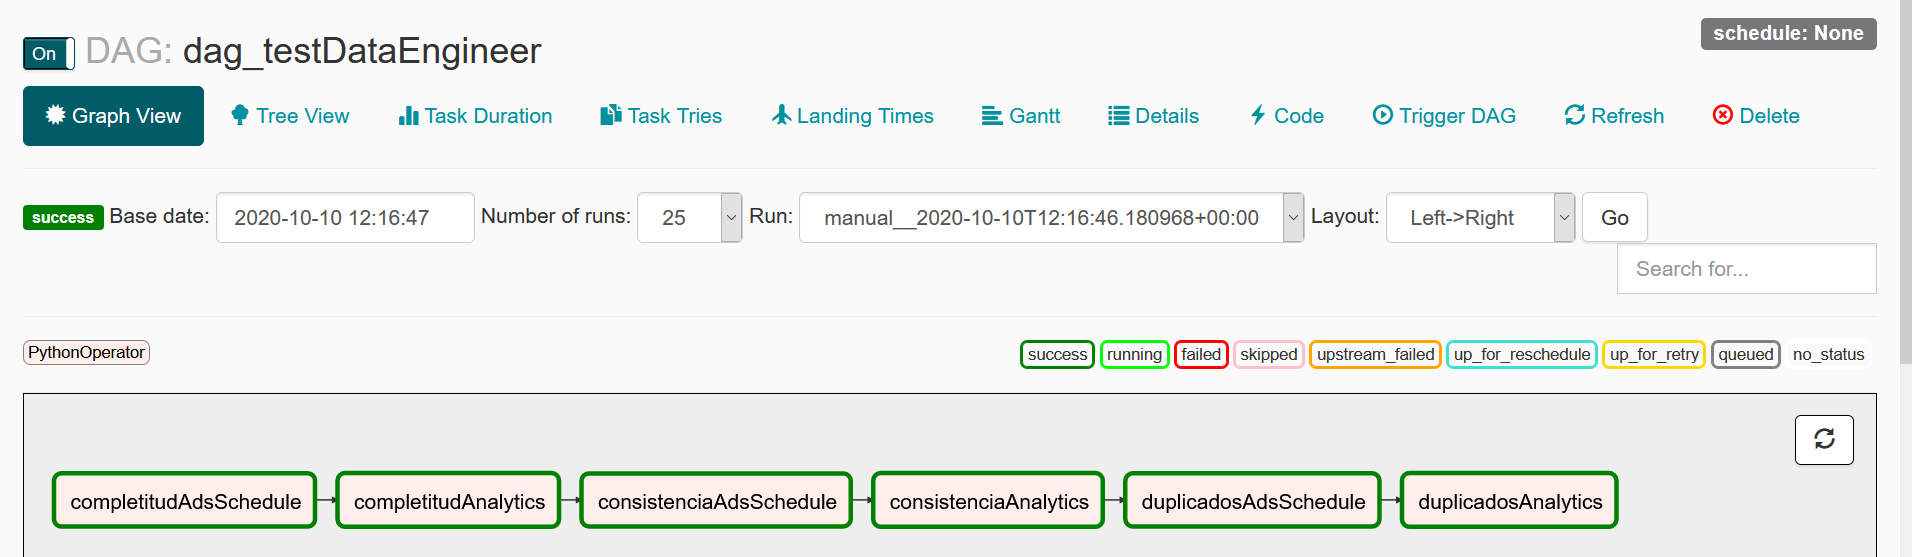 schedule: None
On DAG: dag_testDataEngineer
Graph View Tree View Task Duration Task Tries Landing Times Gantt Details Code Trigger DAG Refresh Delete
success Base date: 2020-10-10 12:16:47 Number of runs: 25 Run: manual__2020-10-10T12:16:46.180968+00:00 Layout: Left->Right Go
Search for...
PythonOperator success running failed skipped upstream_failed up_for_reschedule up_for_retry queued no_status
completitudAdsSchedule completitudAnalytics consistenciaAdsSchedule consistenciaAnalytics duplicadosAdsSchedule duplicadosAnalytics